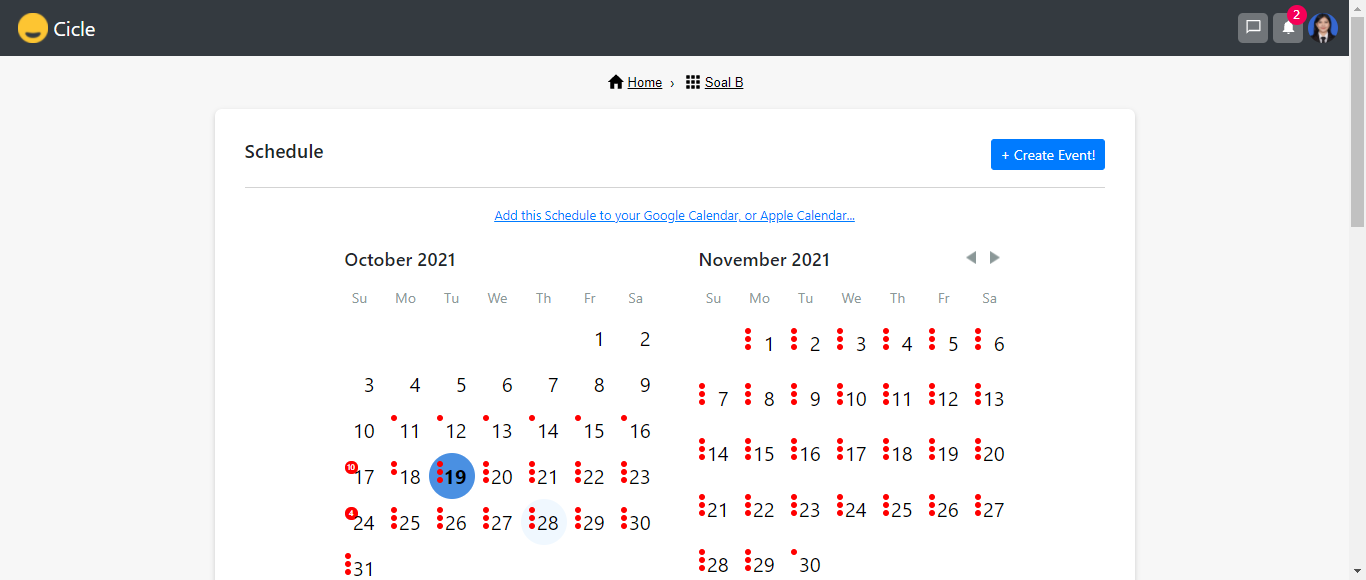 Cicle
2
Home › Soal B
Schedule
+ Create Event!
Add this Schedule to your Google Calendar, or Apple Calendar...
October 2021
Su Mo Tu We Th Fr Sa
1 2
3 4 5 6 7 8 9
10 11 12 13 14 15 16
10 17 18 19 20 21 22 23
4 24 25 26 27 28 29 30
31
November 2021
Su Mo Tu We Th Fr Sa
1 2 3 4 5 6
7 8 9 10 11 12 13
14 15 16 17 18 19 20
21 22 23 24 25 26 27
28 29 30